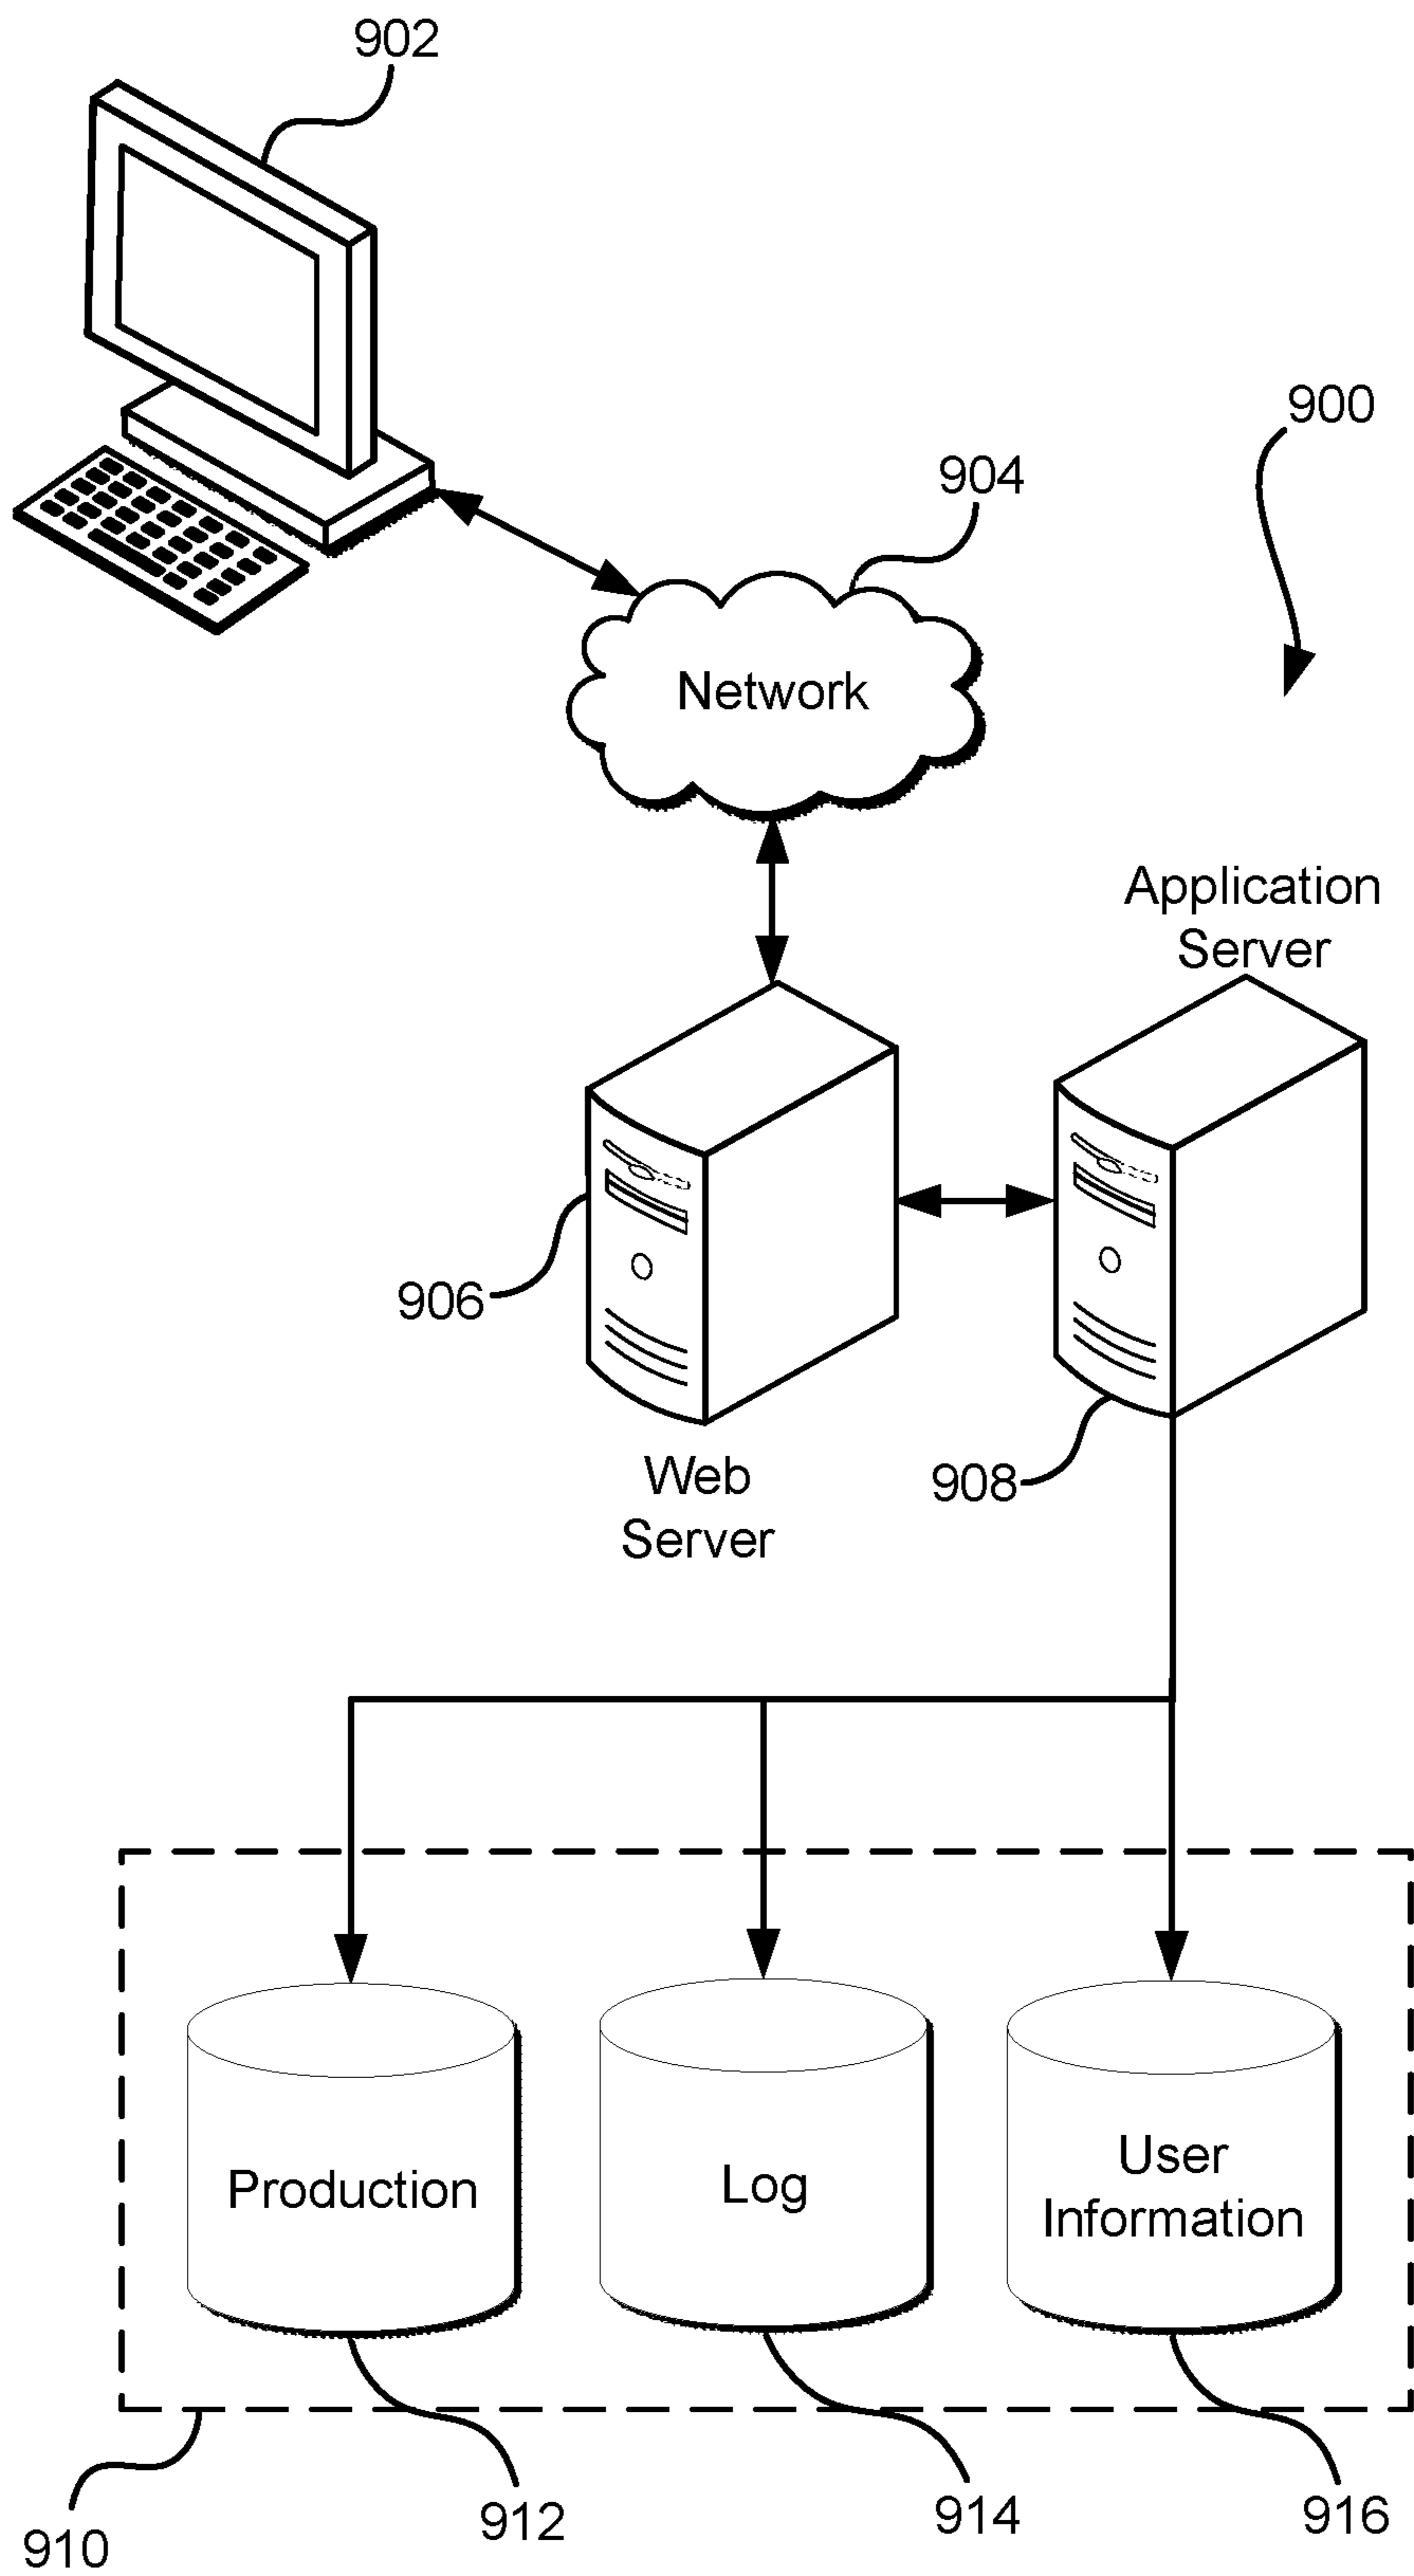 902
900
904
Network
Application
Server
906
908
Web
Server
Production
Log
User
Information
910
912
914
916